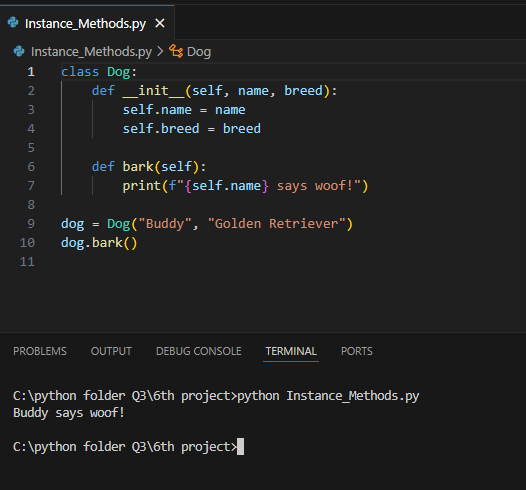 Instance_Methods.py
Instance_Methods.py > Dog
1 class Dog:
2     def __init__(self, name, breed):
3         self.name = name
4         self.breed = breed
5
6     def bark(self):
7         print(f"{self.name} says woof!")
8
9 dog = Dog("Buddy", "Golden Retriever")
10 dog.bark()
11
PROBLEMS OUTPUT DEBUG CONSOLE TERMINAL PORTS
C:\python folder Q3\6th project>python Instance_Methods.py
Buddy says woof!
C:\python folder Q3\6th project>